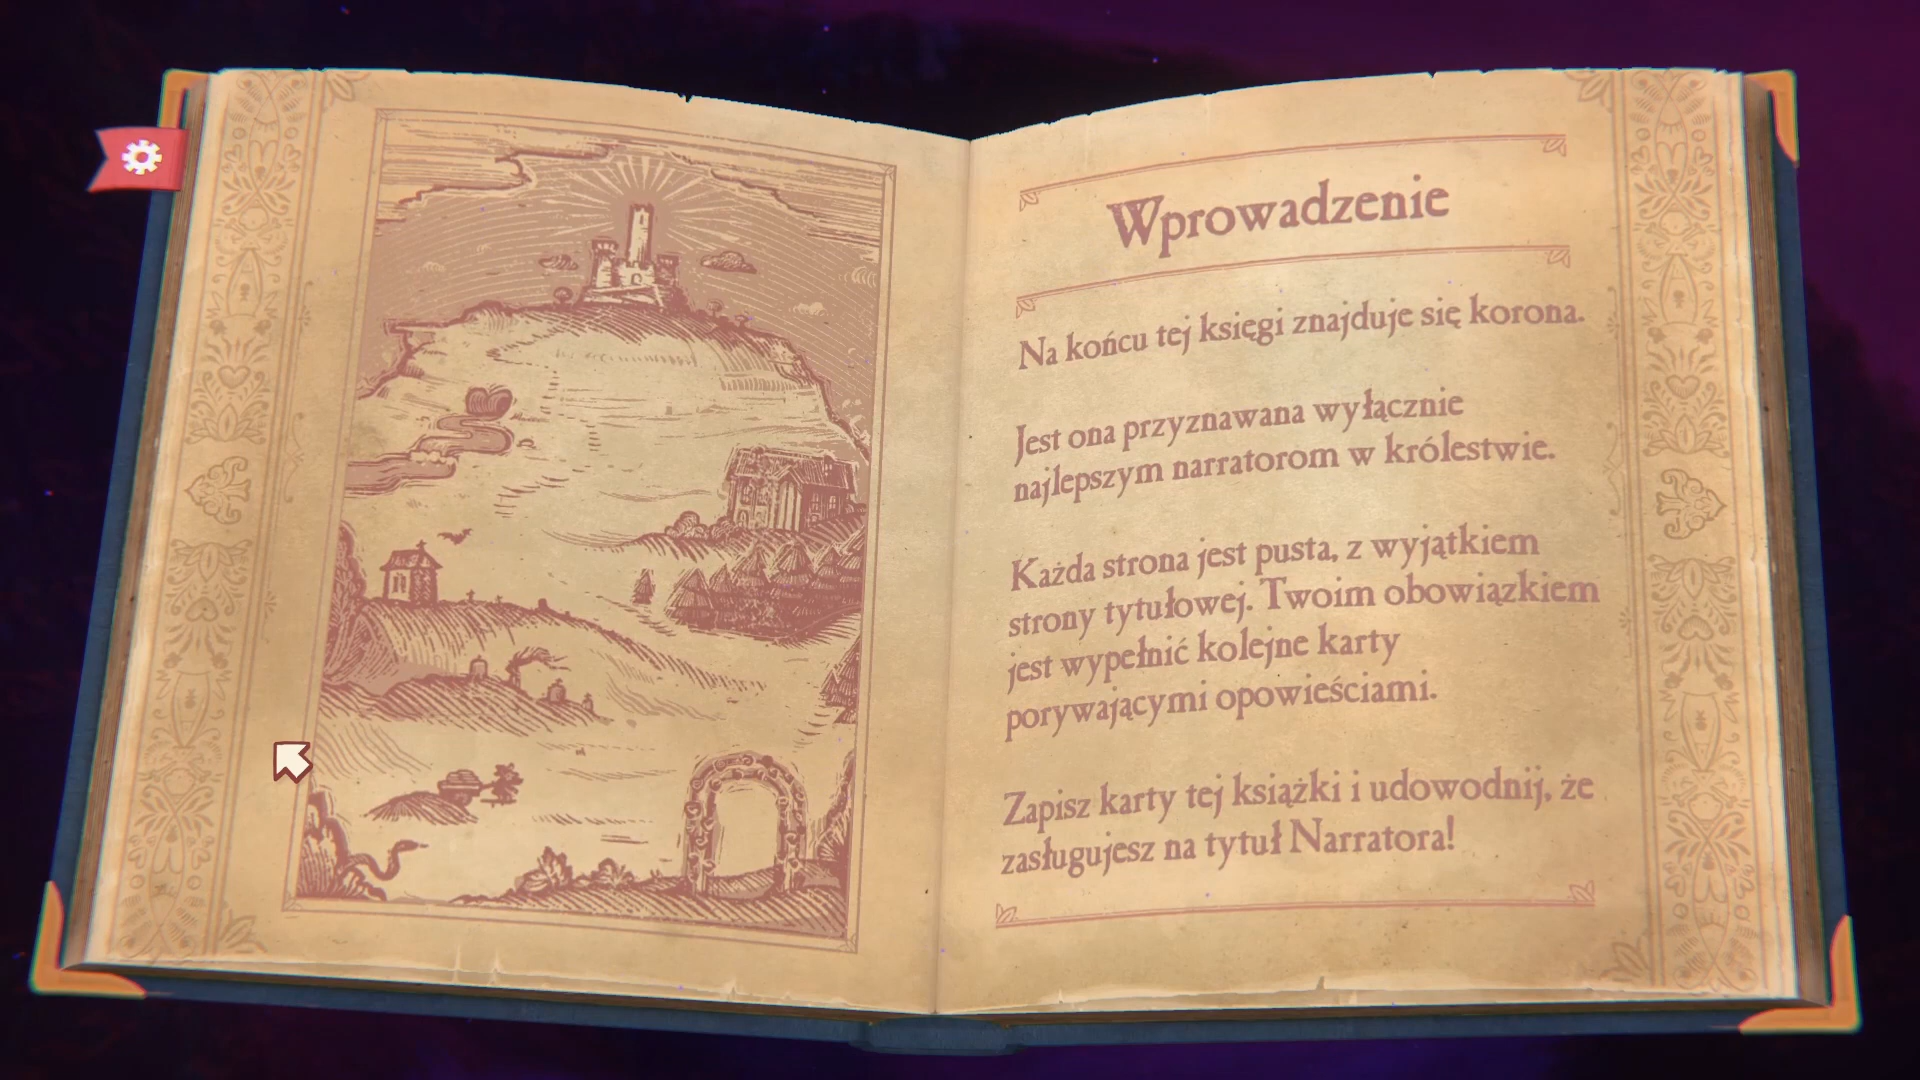 Wprowadzenie
Na końcu tej księgi znajduje się korona.
Jest ona przyznawana wyłącznie
najlepszym narratorom w królestwie.
Każda strona jest pusta, z wyjątkiem
strony tytułowej. Twoim obowiązkiem
jest wypełnić kolejne karty
porywającymi opowieściami.
Zapisz karty tej książki i udowodnij, że
zasługujesz na tytuł Narratora!